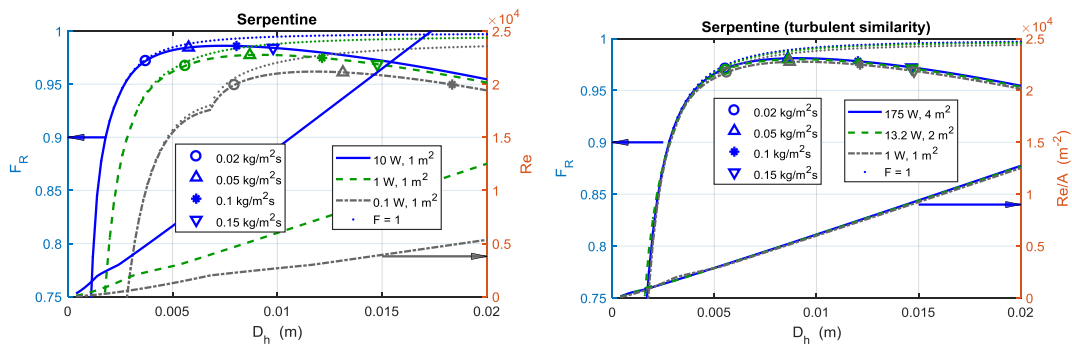 Serpentine
×10⁴
1
0.95
0.9
0.85
0.8
0.75
F_R
2.5
2
1.5
1
0.5
0
Re
0.02 kg/m²s
0.05 kg/m²s
0.1 kg/m²s
0.15 kg/m²s
10 W, 1 m²
1 W, 1 m²
0.1 W, 1 m²
F = 1
0 0.005 0.01 0.015 0.02
D_h (m)
Serpentine (turbulent similarity)
×10⁴
1
0.95
0.9
0.85
0.8
0.75
F_R
2.5
2
1.5
1
0.5
0
Re/A (m⁻²)
0.02 kg/m²s
0.05 kg/m²s
0.1 kg/m²s
0.15 kg/m²s
175 W, 4 m²
13.2 W, 2 m²
1 W, 1 m²
F = 1
0 0.005 0.01 0.015 0.02
D_h (m)